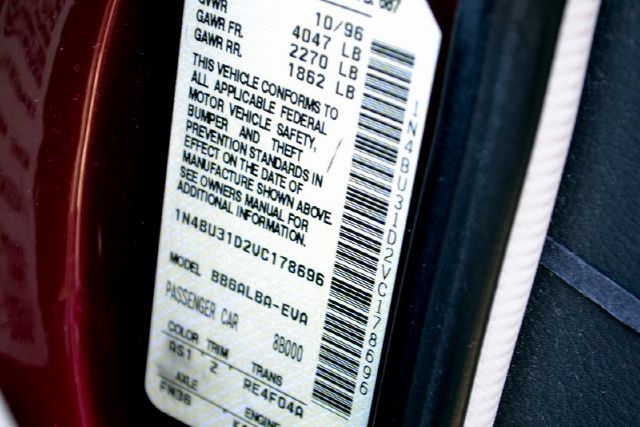 10/96
GVWR 4047 LB
GAWR FR. 2270 LB
GAWR RR. 1862 LB
THIS VEHICLE CONFORMS TO
ALL APPLICABLE FEDERAL
MOTOR VEHICLE SAFETY,
BUMPER AND THEFT
PREVENTION STANDARDS IN
EFFECT ON THE DATE OF
MANUFACTURE SHOWN ABOVE.
SEE OWNERS MANUAL FOR
ADDITIONAL INFORMATION.
1N4BU31D2VC178696
MODEL BB6ALBA-EVA
PASSENGER CAR 8B000
COLOR TRIM TRANS
AS1 2 RE4F04A
AXLE ENGINE
1N4BU31D2VC178696